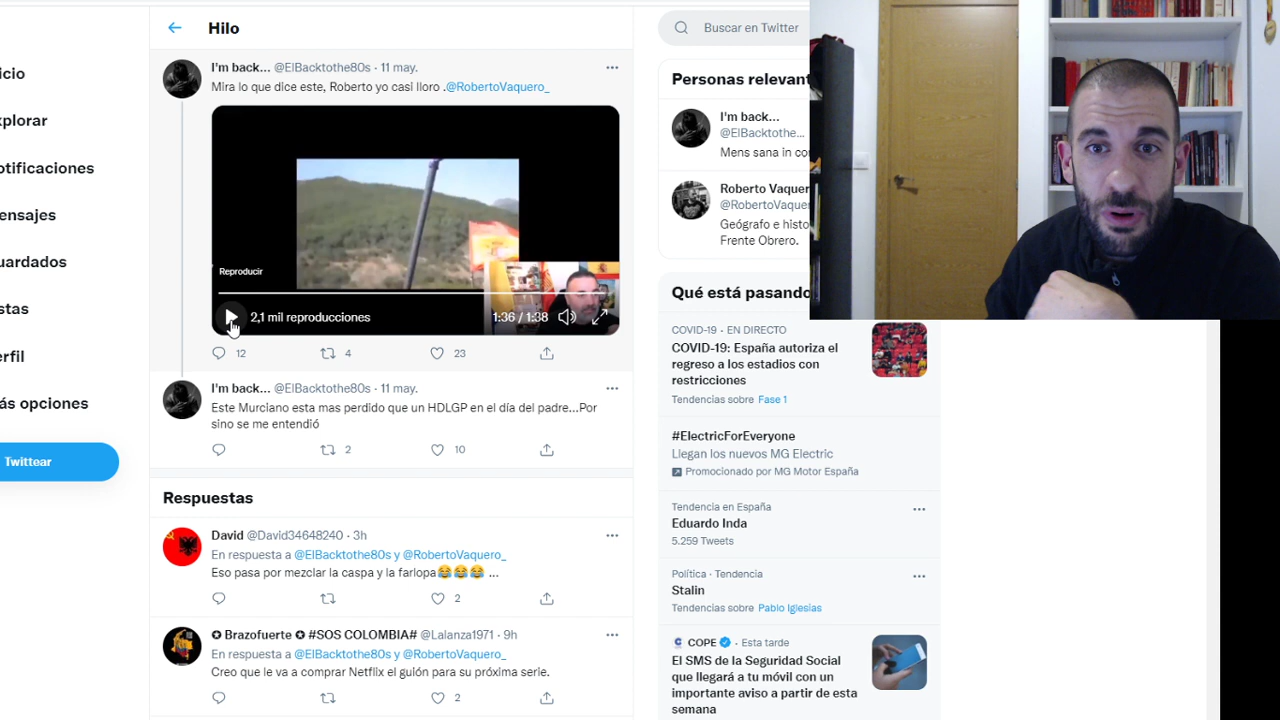 Hilo
Buscar en Twitter
icio
xplorar
otificaciones
ensajes
uardados
stas
erfil
ás opciones
Twittear
I'm back... @ElBacktothe80s · 11 may.
Mira lo que dice este, Roberto yo casi lloro .@RobertoVaquero_
Reproducir
2,1 mil reproducciones
1:36 / 1:38
12
4
23
I'm back... @ElBacktothe80s · 11 may.
Este Murciano esta mas perdido que un HDLGP en el día del padre...Por
sino se me entendió
2
10
Respuestas
David @David34648240 · 3h
En respuesta a @ElBacktothe80s y @RobertoVaquero_
Eso pasa por mezclar la caspa y la farlopa😂😂😂 ...
2
✪ Brazofuerte ✪ #SOS COLOMBIA# @Lalanza1971 · 9h
En respuesta a @ElBacktothe80s y @RobertoVaquero_
Creo que le va a comprar Netflix el guión para su próxima serie.
2
Personas relevant
I'm back...
@ElBacktothe...
Mens sana in co
Roberto Vaquer
@RobertoVaque
Geógrafo e histo
Frente Obrero.
Qué está pasando
COVID-19 · EN DIRECTO
COVID-19: España autoriza el
regreso a los estadios con
restricciones
Tendencias sobre Fase 1
#ElectricForEveryone
Llegan los nuevos MG Electric
Promocionado por MG Motor España
Tendencia en España
Eduardo Inda
5.259 Tweets
Política · Tendencia
Stalin
Tendencias sobre Pablo Iglesias
COPE · Esta tarde
El SMS de la Seguridad Social
que llegará a tu móvil con un
importante aviso a partir de esta
semana